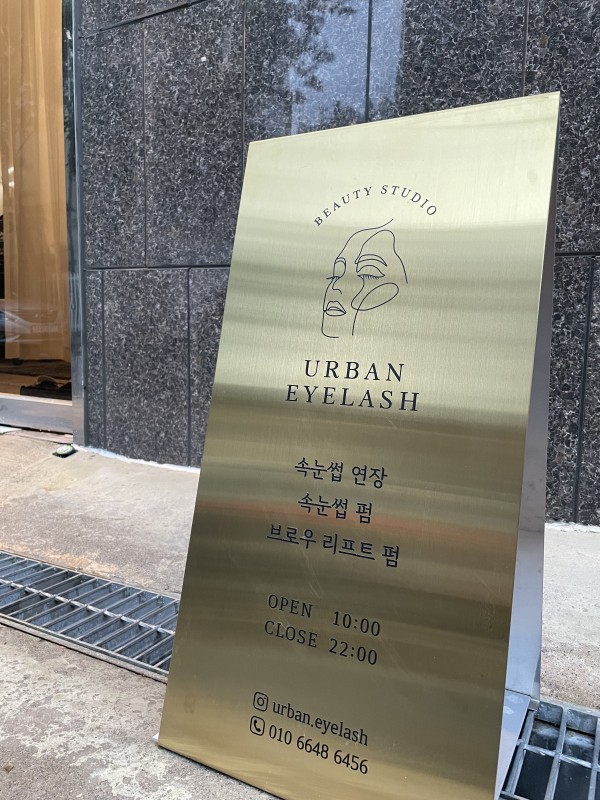 BEAUTY STUDIO
URBAN
EYELASH
속눈썹 연장
속눈썹 펌
브로우 리프트 펌
OPEN 10:00
CLOSE 22:00
urban.eyelash
010 6648 6456